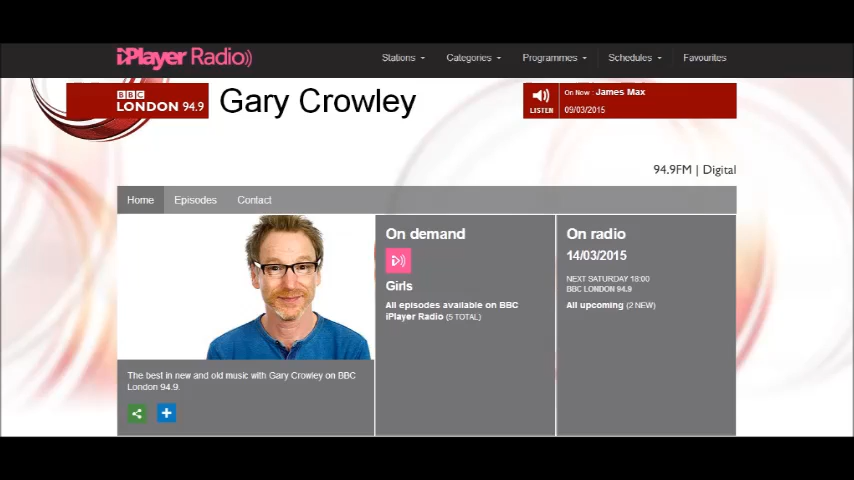 iPlayer Radio
Stations
Categories
Programmes
Schedules
Favourites
BBC
LONDON 94.9
Gary Crowley
LISTEN
On Now : James Max
09/03/2015
94.9FM | Digital
Home
Episodes
Contact
On demand
Girls
All episodes available on BBC
iPlayer Radio (5 TOTAL)
On radio
14/03/2015
NEXT SATURDAY 18:00
BBC LONDON 94.9
All upcoming (2 NEW)
The best in new and old music with Gary Crowley on BBC
London 94.9.